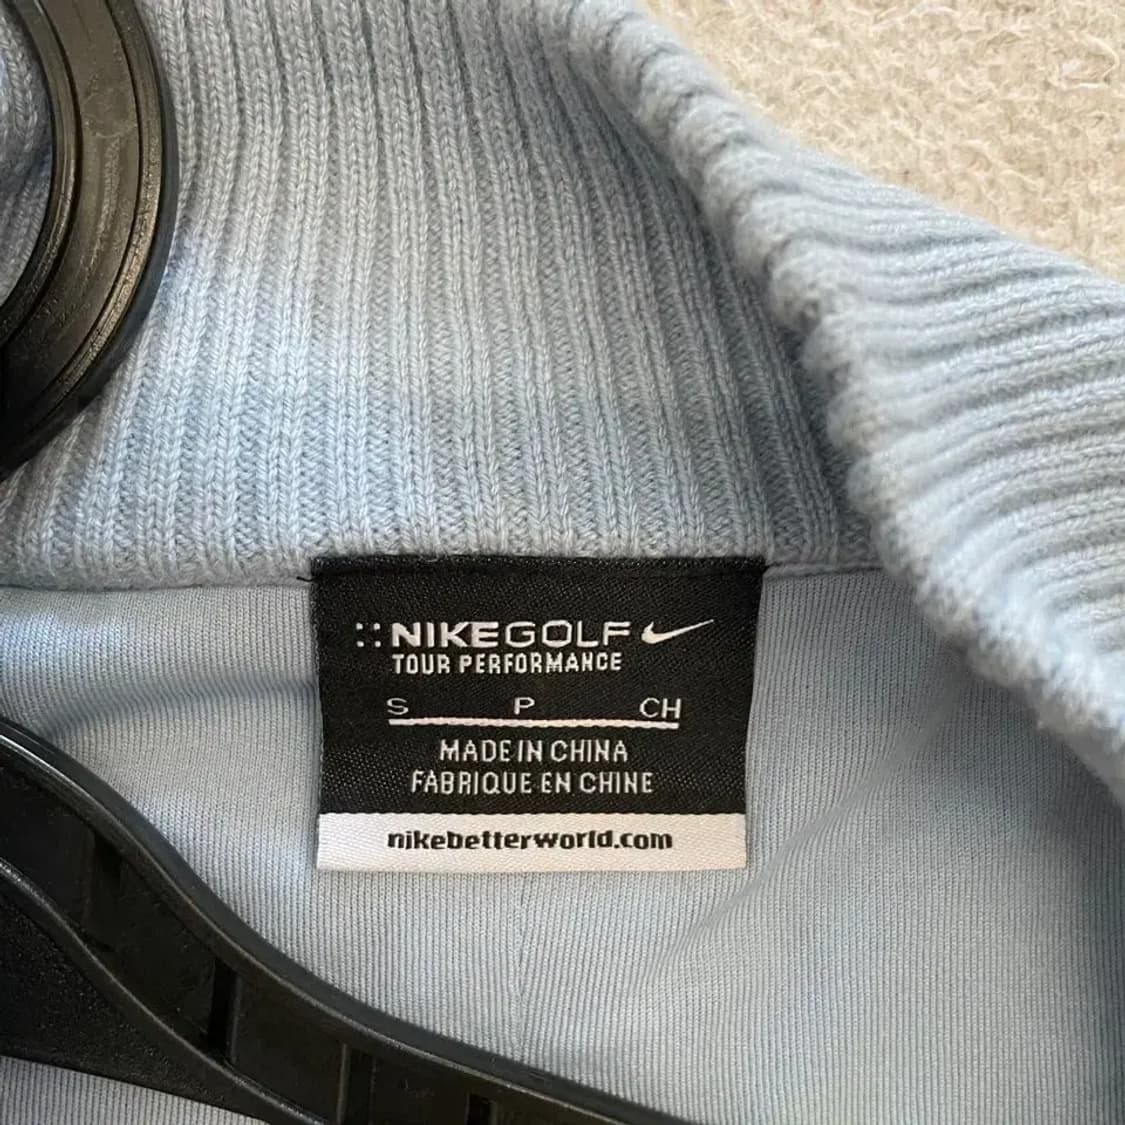 NIKEGOLF
TOUR PERFORMANCE
S P CH
MADE IN CHINA
FABRIQUE EN CHINE
nikebetterworld.com